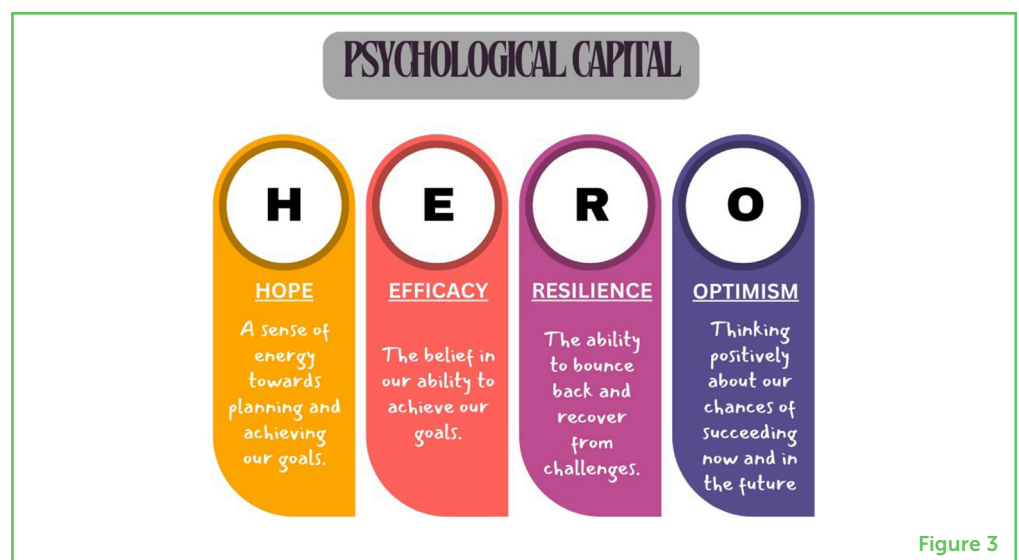 PSYCHOLOGICAL CAPITAL
H
HOPE
A sense of
energy
towards
planning and
achieving
our goals.
E
EFFICACY
The belief in
our ability to
achieve our
goals.
R
RESILIENCE
The ability
to bounce
back and
recover
from
challenges.
O
OPTIMISM
Thinking
positively
about our
chances of
succeeding
now and in
the future
Figure 3